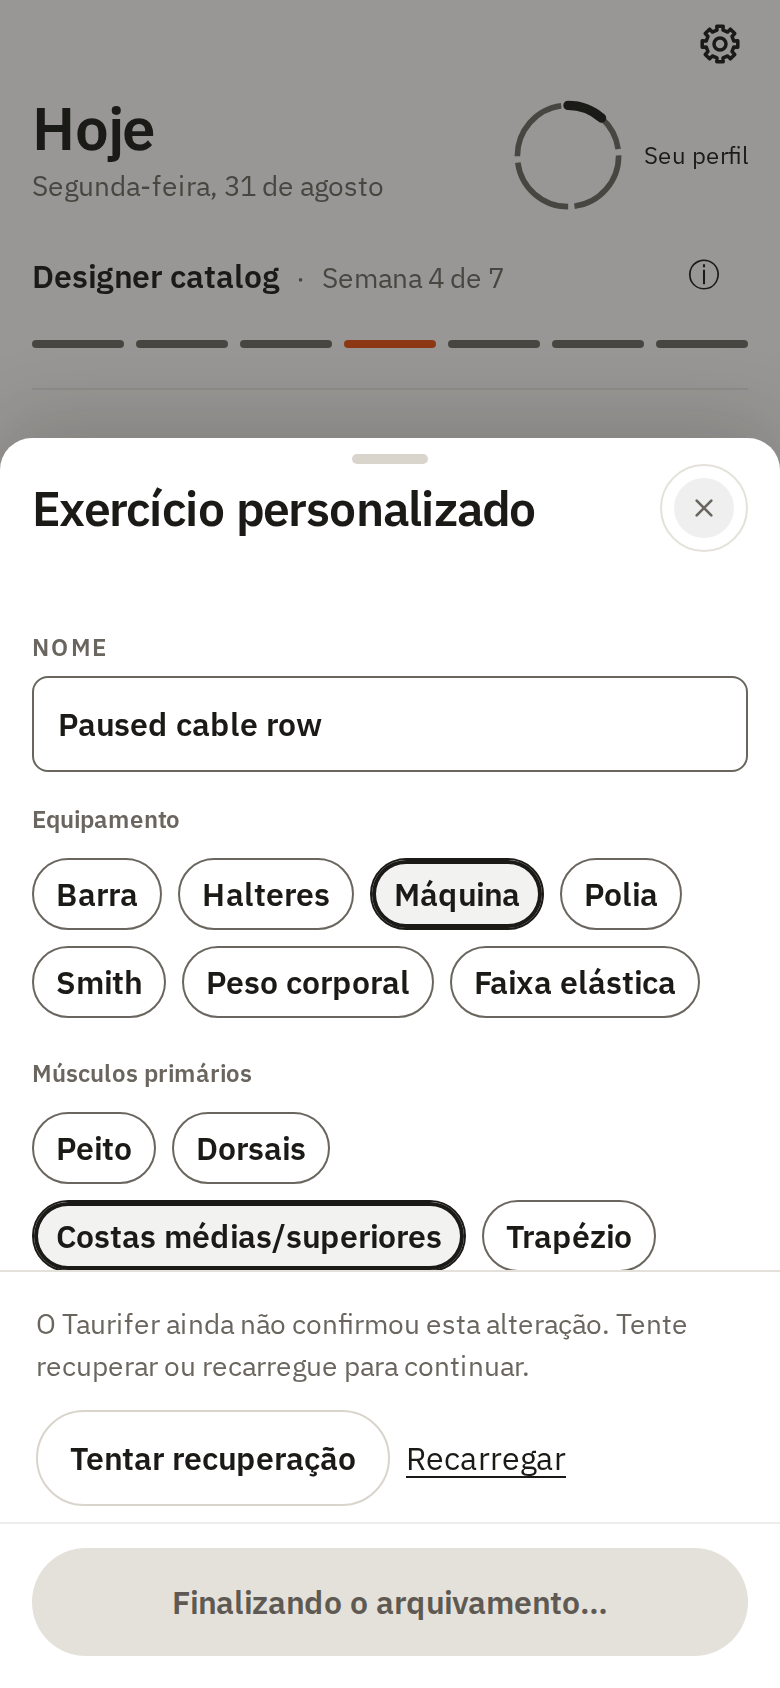 Hoje
Segunda-feira, 31 de agosto
Seu perfil
Designer catalog · Semana 4 de 7
Exercício personalizado
NOME
Paused cable row
Equipamento
Barra Halteres Máquina Polia
Smith Peso corporal Faixa elástica
Músculos primários
Peito Dorsais
Costas médias/superiores Trapézio
O Taurifer ainda não confirmou esta alteração. Tente
recuperar ou recarregue para continuar.
Tentar recuperação Recarregar
Finalizando o arquivamento...